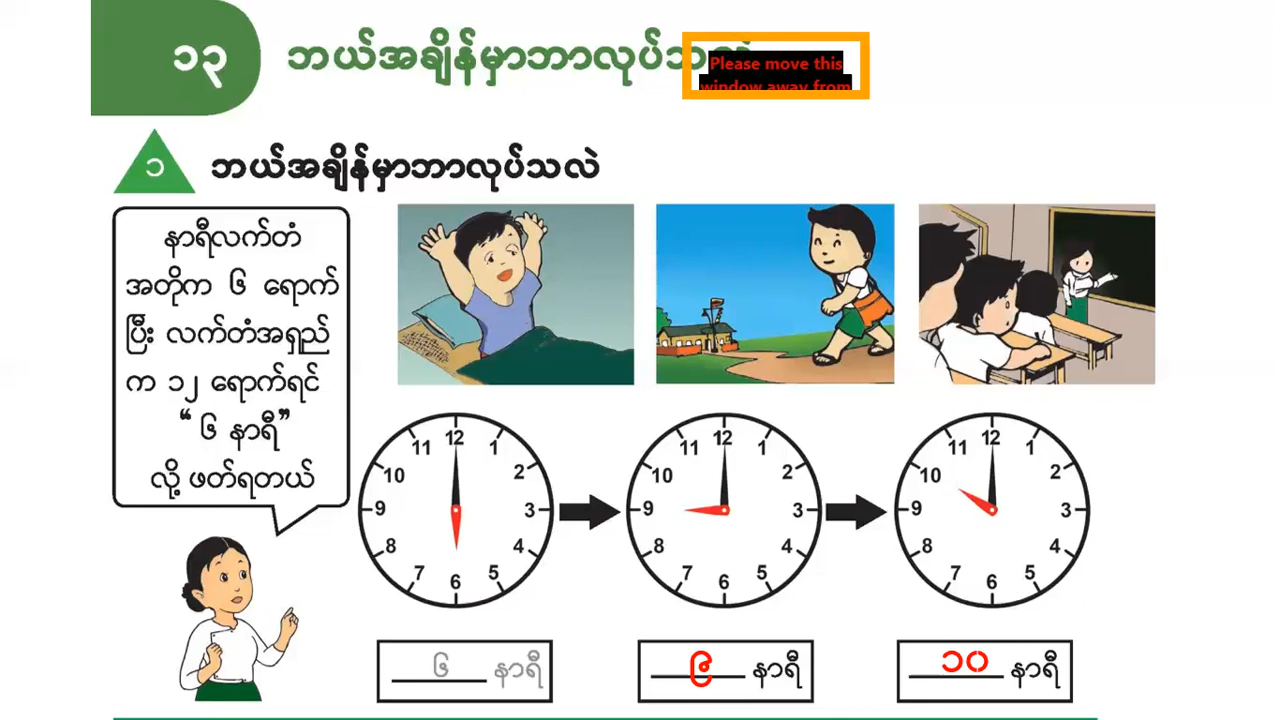 ၁၃ ဘယ်အချိန်မှာဘာလုပ်
Please move this
window away from
၁ ဘယ်အချိန်မှာဘာလုပ်သလဲ
နာရီလက်တံ
အတိုက ၆ ရောက်
ပြီး လက်တံအရှည်
က ၁၂ ရောက်ရင်
“ ၆ နာရီ”
လို့ ဖတ်ရတယ်
12 1 2 3 4 5 6 7 8 9 10 11
12 1 2 3 4 5 6 7 8 9 10 11
12 1 2 3 4 5 6 7 8 9 10 11
၆ နာရီ
၉ နာရီ
၁၀ နာရီ